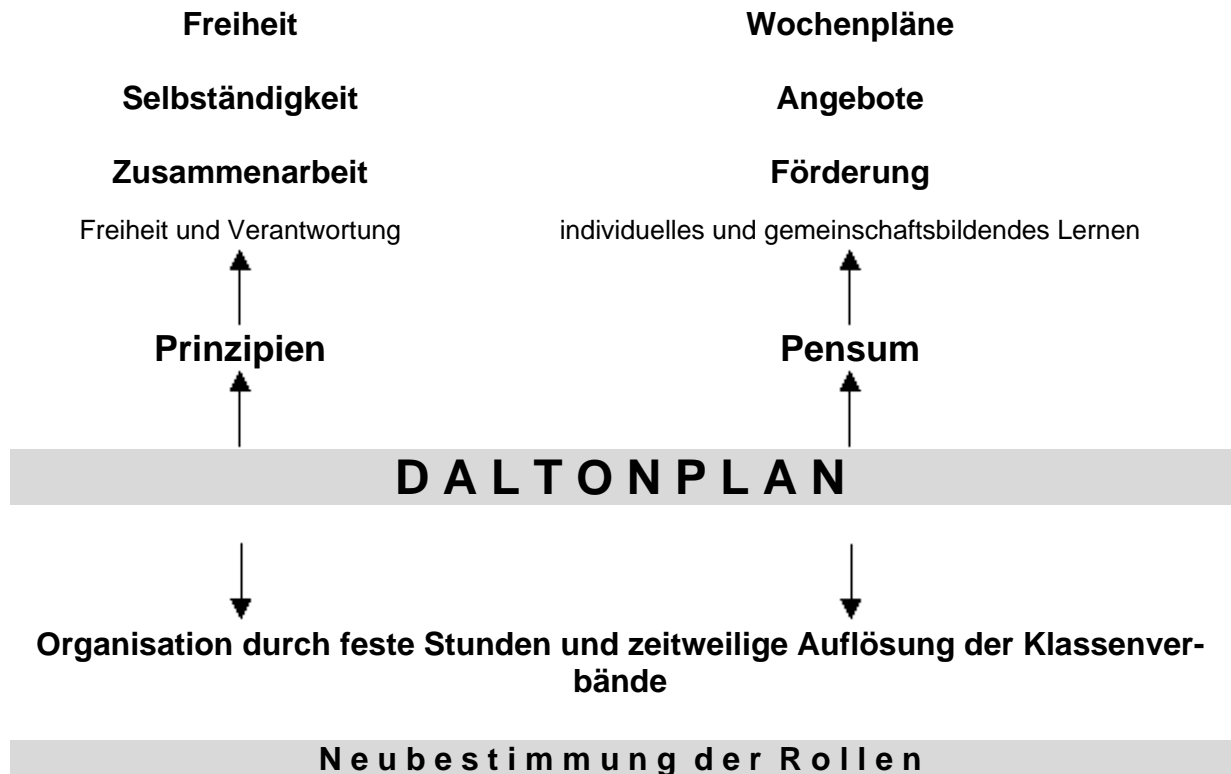 Freiheit
Wochenpläne
Selbständigkeit
Angebote
Zusammenarbeit
Förderung
Freiheit und Verantwortung
individuelles und gemeinschaftsbildendes Lernen
Prinzipien
Pensum
D A L T O N P L A N
Organisation durch feste Stunden und zeitweilige Auflösung der Klassenver-
bände
N e u b e s t i m m u n g  d e r  R o l l e n